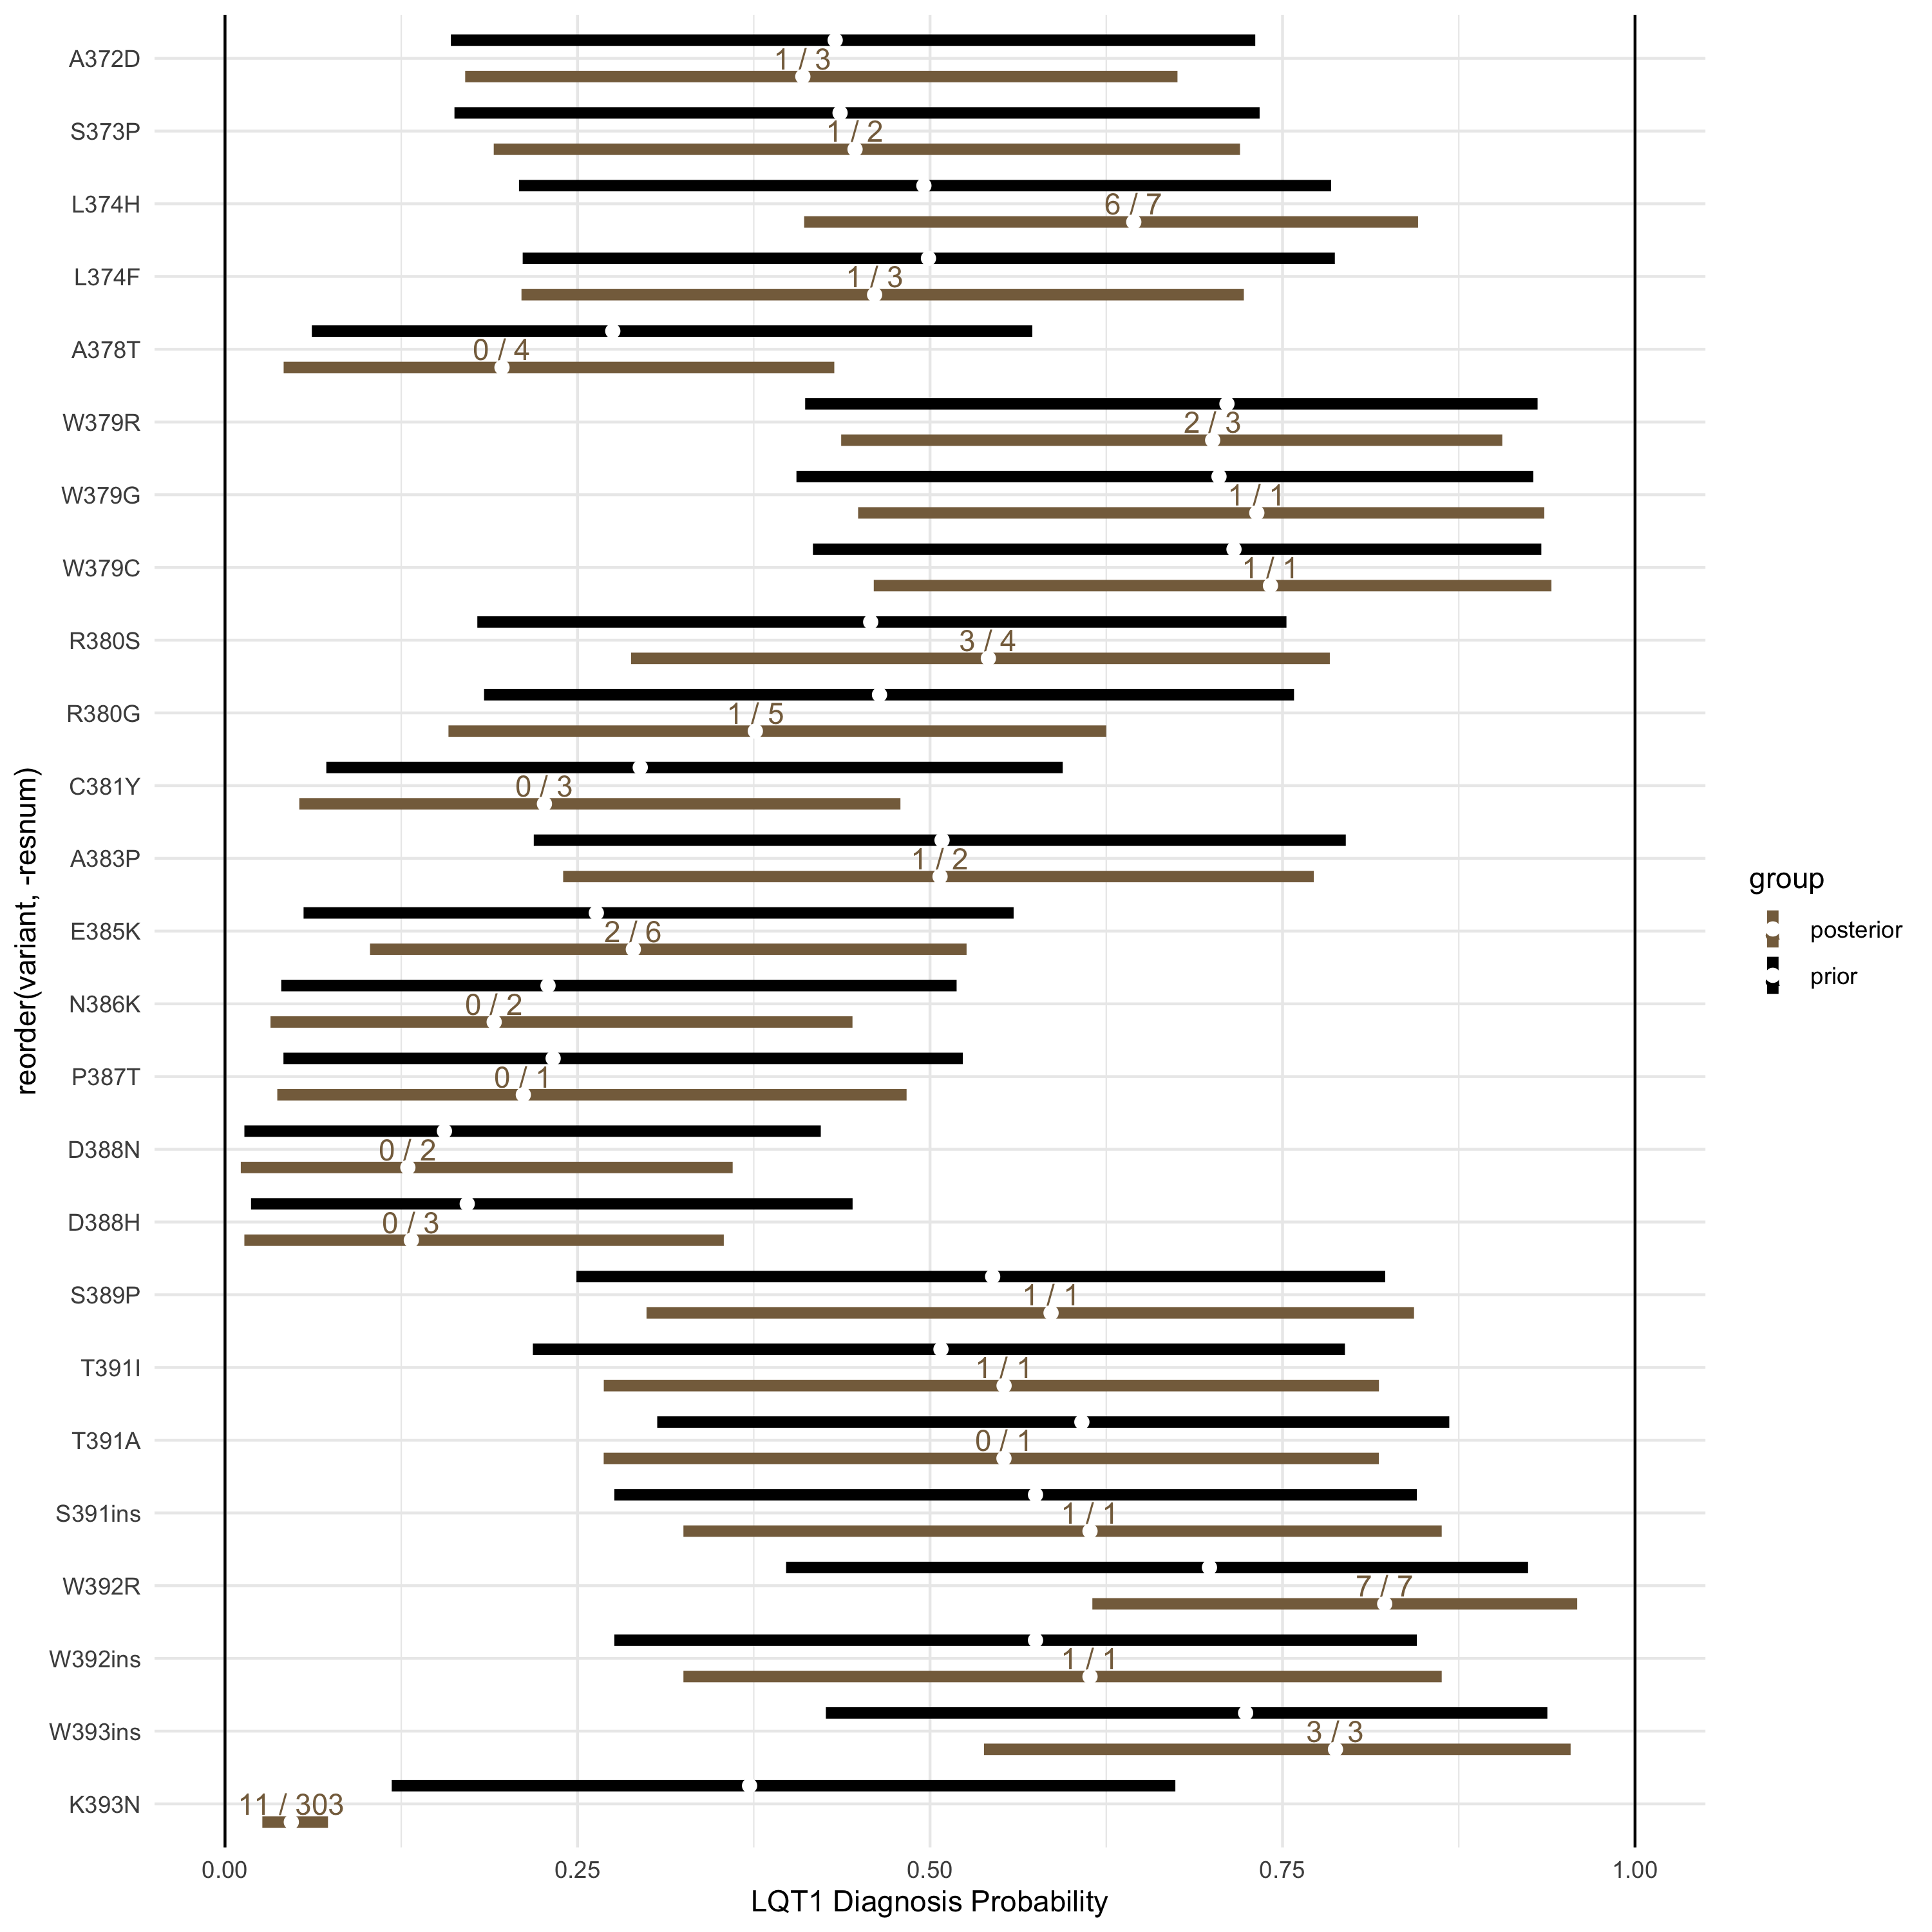 A372D
1 / 3
S373P
1 / 2
L374H
6 / 7
L374F
1 / 3
A378T
0 / 4
W379R
2 / 3
W379G
1 / 1
W379C
1 / 1
R380S
3 / 4
R380G
1 / 5
C381Y
0 / 3
A383P
1 / 2
E385K
2 / 6
N386K
0 / 2
P387T
0 / 1
D388N
0 / 2
D388H
0 / 3
S389P
1 / 1
T391I
1 / 1
T391A
0 / 1
S391ins
1 / 1
W392R
7 / 7
W392ins
1 / 1
W393ins
3 / 3
K393N
11 / 303
reorder(variant, -resnum)
0.00
0.25
0.50
0.75
1.00
LQT1 Diagnosis Probability
group
posterior
prior